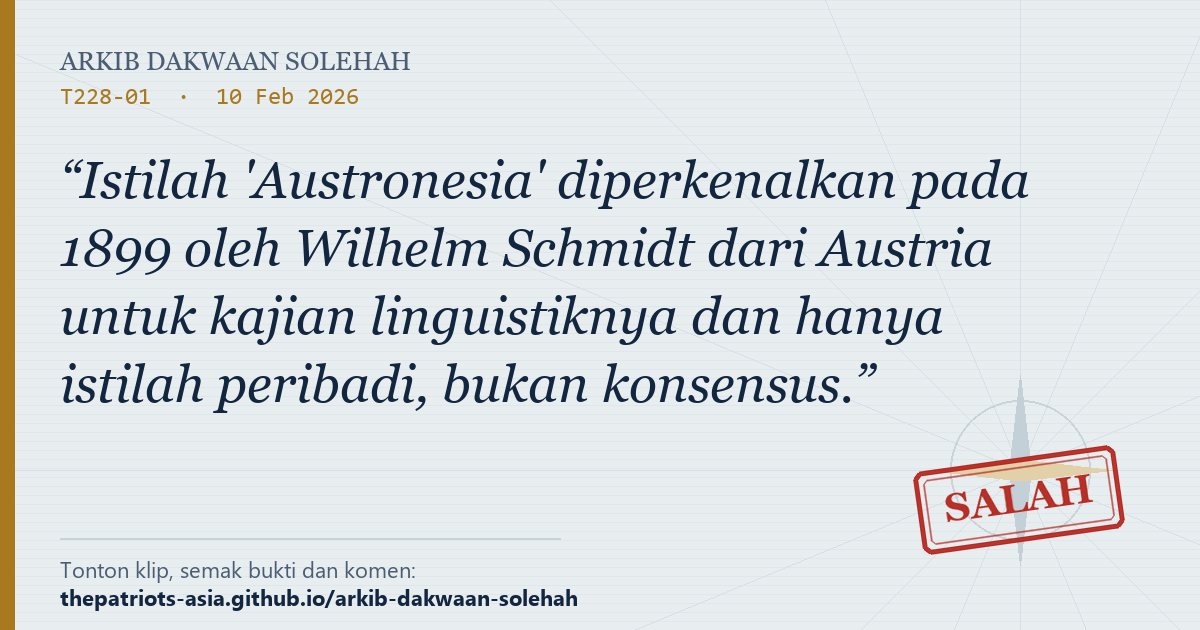 ARKIB DAKWAAN SOLEHAH
T228-01 · 10 Feb 2026
“Istilah 'Austronesia' diperkenalkan pada
1899 oleh Wilhelm Schmidt dari Austria
untuk kajian linguistiknya dan hanya
istilah peribadi, bukan konsensus.”
SALAH
Tonton klip, semak bukti dan komen:
thepatriots-asia.github.io/arkib-dakwaan-solehah